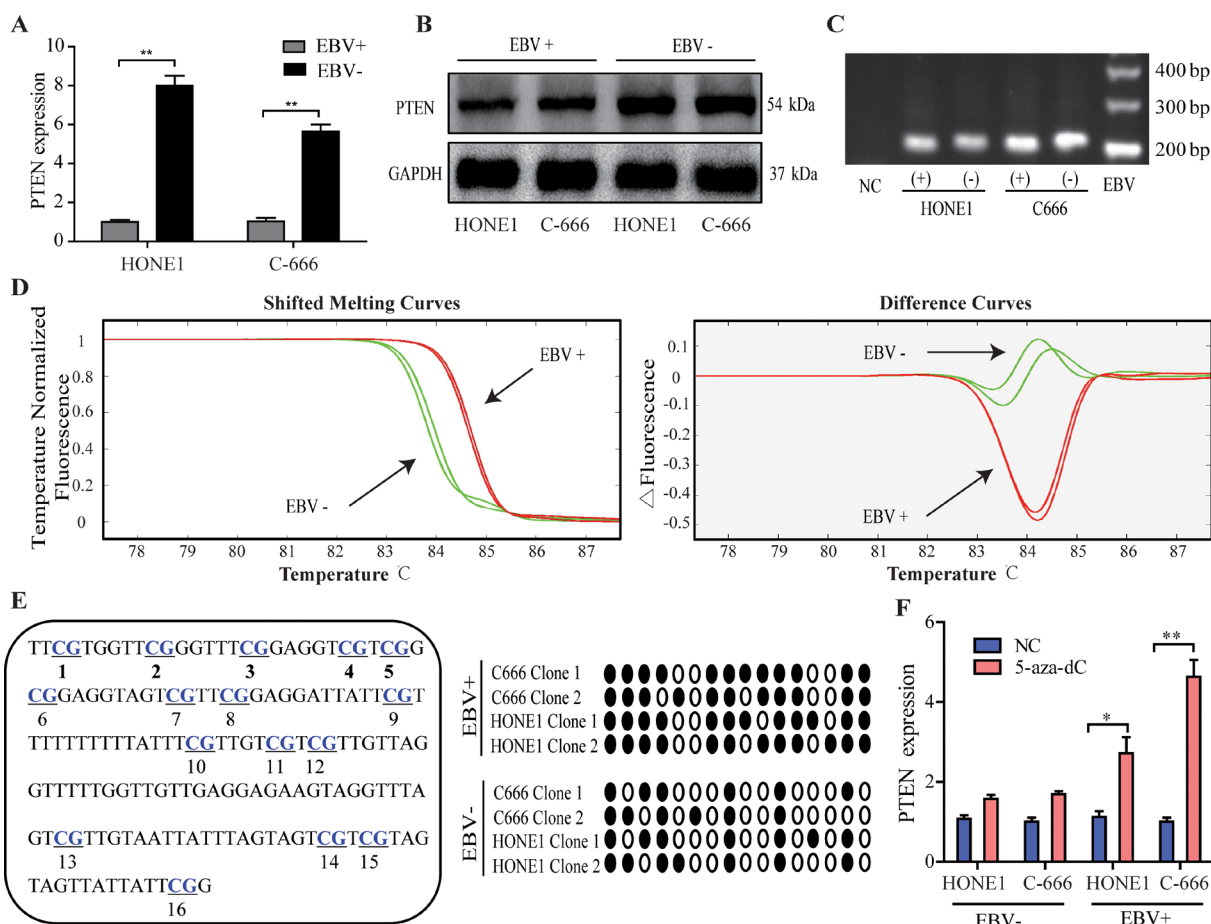 A
PTEN expression
10
8
6
4
2
0
**
**
EBV+
EBV-
HONE1
C-666
B
EBV +
EBV -
PTEN
54 kDa
GAPDH
37 kDa
HONE1 C-666 HONE1 C-666
C
400 bp
300 bp
200 bp
NC
(+) (-) (+) (-)
EBV
HONE1
C666
D
Shifted Melting Curves
Temperature Normalized
Fluorescence
1
0.8
0.6
0.4
0.2
0
EBV +
EBV -
78 79 80 81 82 83 84 85 86 87
Temperature °C
Difference Curves
△Fluorescence
0.1
0
-0.1
-0.2
-0.3
-0.4
-0.5
EBV -
EBV +
78 79 80 81 82 83 84 85 86 87
Temperature °C
E
TTCGTGGTTCGGGTTTCGGAGGTCGTCGG
1 2 3 4 5
CGGAGGTAGTCGTTCGGAGGATTATTCGT
6 7 8 9
TTTTTTTTTATTTCGTTGTCGTCGTTGTTAG
10 11 12
GTTTTTGGTTGTTGAGGAGAAGTAGGTTTA
GTCGTTGTAATTATTTAGTAGTCGTCGTAG
13 14 15
TAGTTATTATTCGG
16
EBV+
C666 Clone 1
C666 Clone 2
HONE1 Clone 1
HONE1 Clone 2
EBV-
C666 Clone 1
C666 Clone 2
HONE1 Clone 1
HONE1 Clone 2
F
PTEN expression
6
4
2
0
NC
5-aza-dC
*
**
HONE1 C-666 HONE1 C-666
EBV-
EBV+